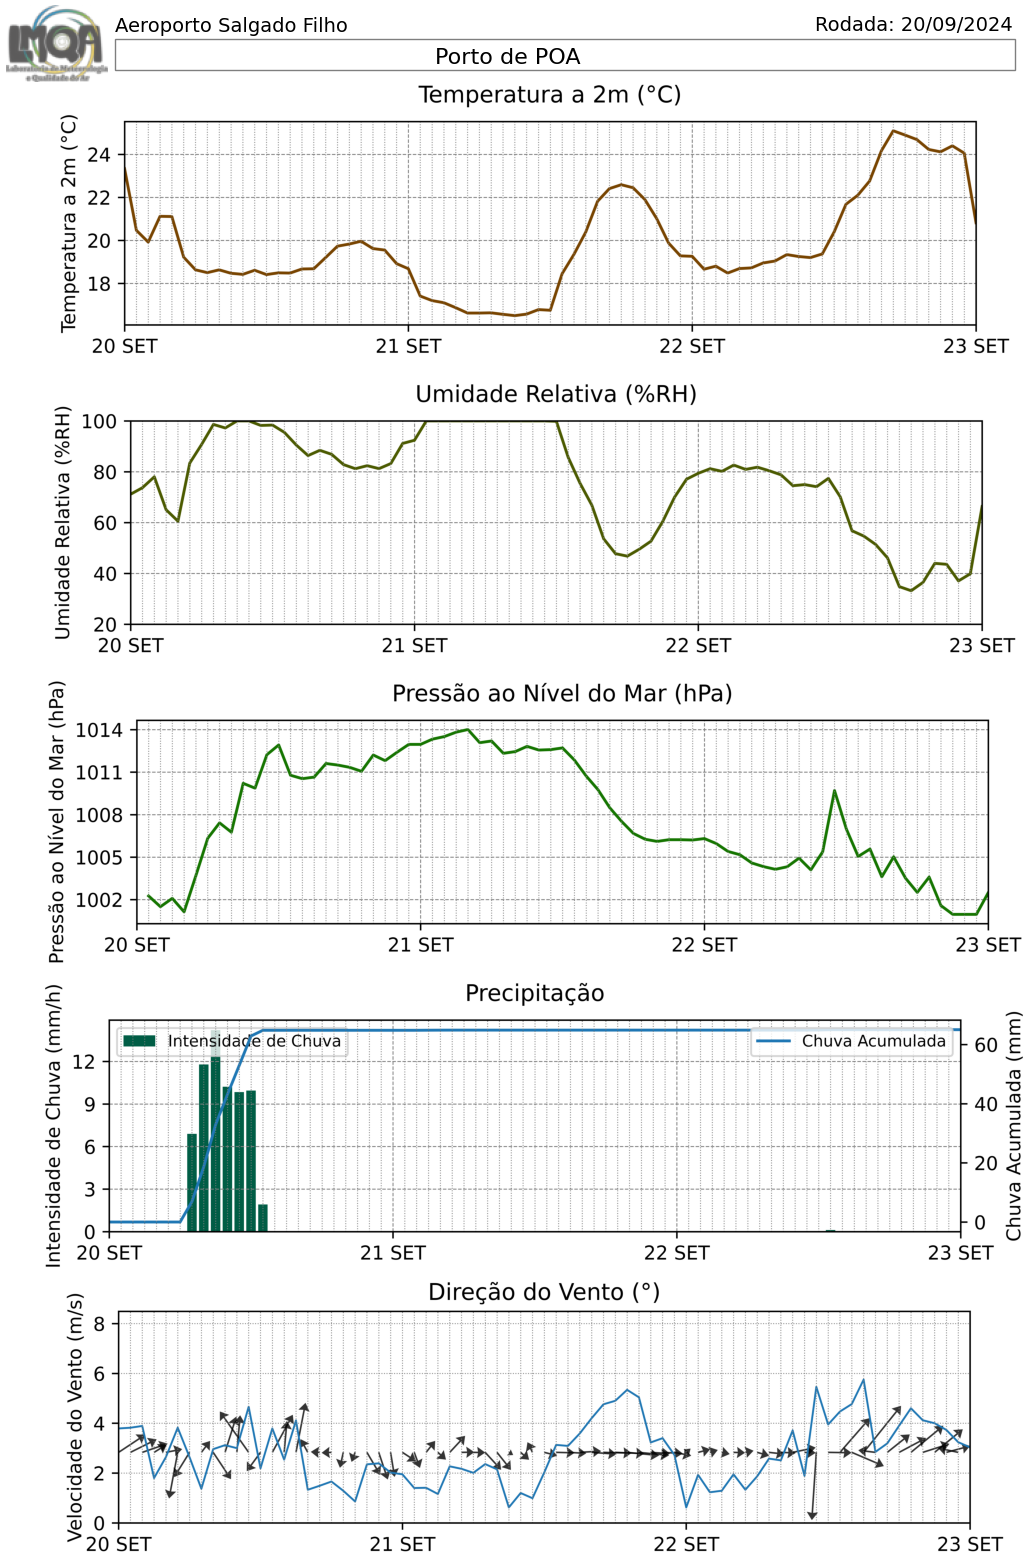 LMQA
Laboratório de Meteorologia
e Qualidade do Ar
Aeroporto Salgado Filho
Rodada: 20/09/2024
Porto de POA
Temperatura a 2m (°C)
Temperatura a 2m (°C)
24
22
20
18
20 SET 21 SET 22 SET 23 SET
Umidade Relativa (%RH)
Umidade Relativa (%RH)
100
80
60
40
20
20 SET 21 SET 22 SET 23 SET
Pressão ao Nível do Mar (hPa)
Pressão ao Nível do Mar (hPa)
1014
1011
1008
1005
1002
20 SET 21 SET 22 SET 23 SET
Precipitação
Intensidade de Chuva (mm/h)
12
9
6
3
0
Intensidade de Chuva
Chuva Acumulada
60
40
20
0
Chuva Acumulada (mm)
20 SET 21 SET 22 SET 23 SET
Direção do Vento (°)
Velocidade do Vento (m/s)
8
6
4
2
0
20 SET 21 SET 22 SET 23 SET